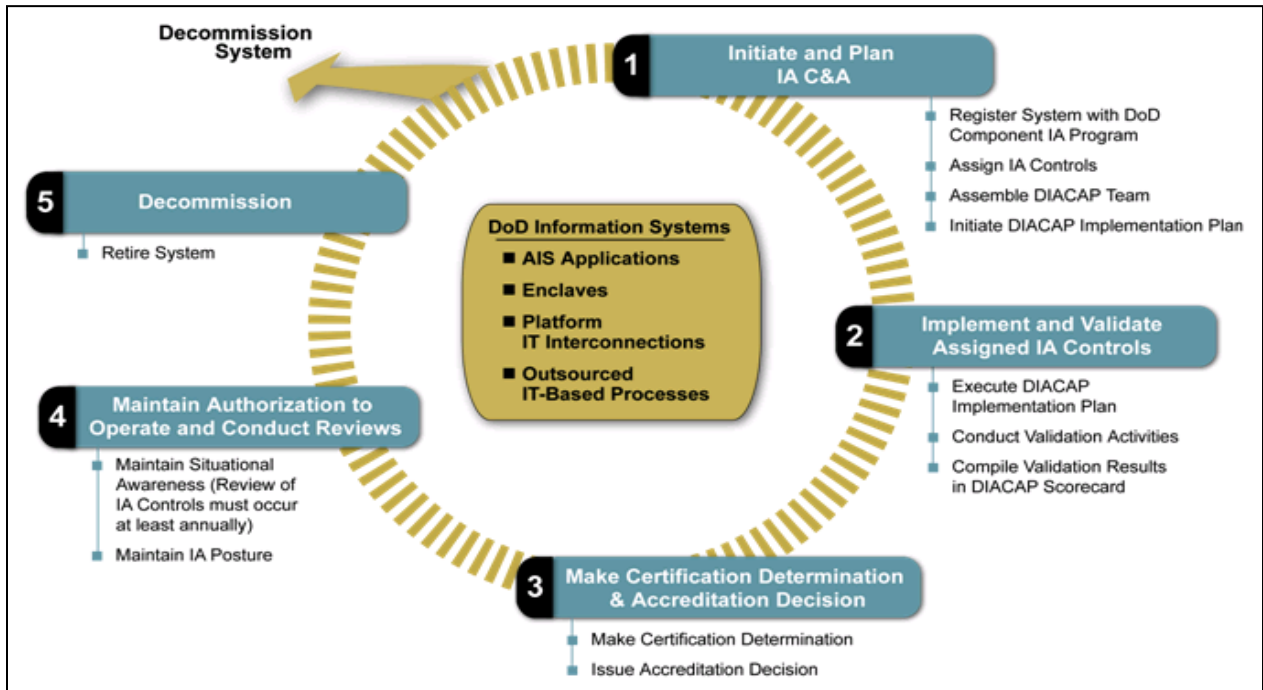 Decommission
System
1
Initiate and Plan
IA C&A
Register System with DoD
Component IA Program
Assign IA Controls
Assemble DIACAP Team
Initiate DIACAP Implementation Plan
2
Implement and Validate
Assigned IA Controls
Execute DIACAP
Implementation Plan
Conduct Validation Activities
Compile Validation Results
in DIACAP Scorecard
3
Make Certification Determination
& Accreditation Decision
Make Certification Determination
Issue Accreditation Decision
4
Maintain Authorization to
Operate and Conduct Reviews
Maintain Situational
Awareness (Review of
IA Controls must occur
at least annually)
Maintain IA Posture
5
Decommission
Retire System
DoD Information Systems
AIS Applications
Enclaves
Platform
IT Interconnections
Outsourced
IT-Based Processes